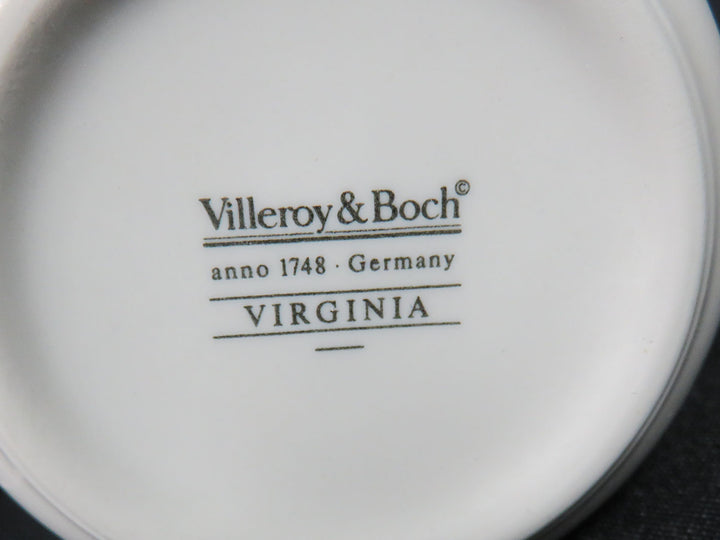 Villeroy & Boch©
anno 1748 · Germany
VIRGINIA